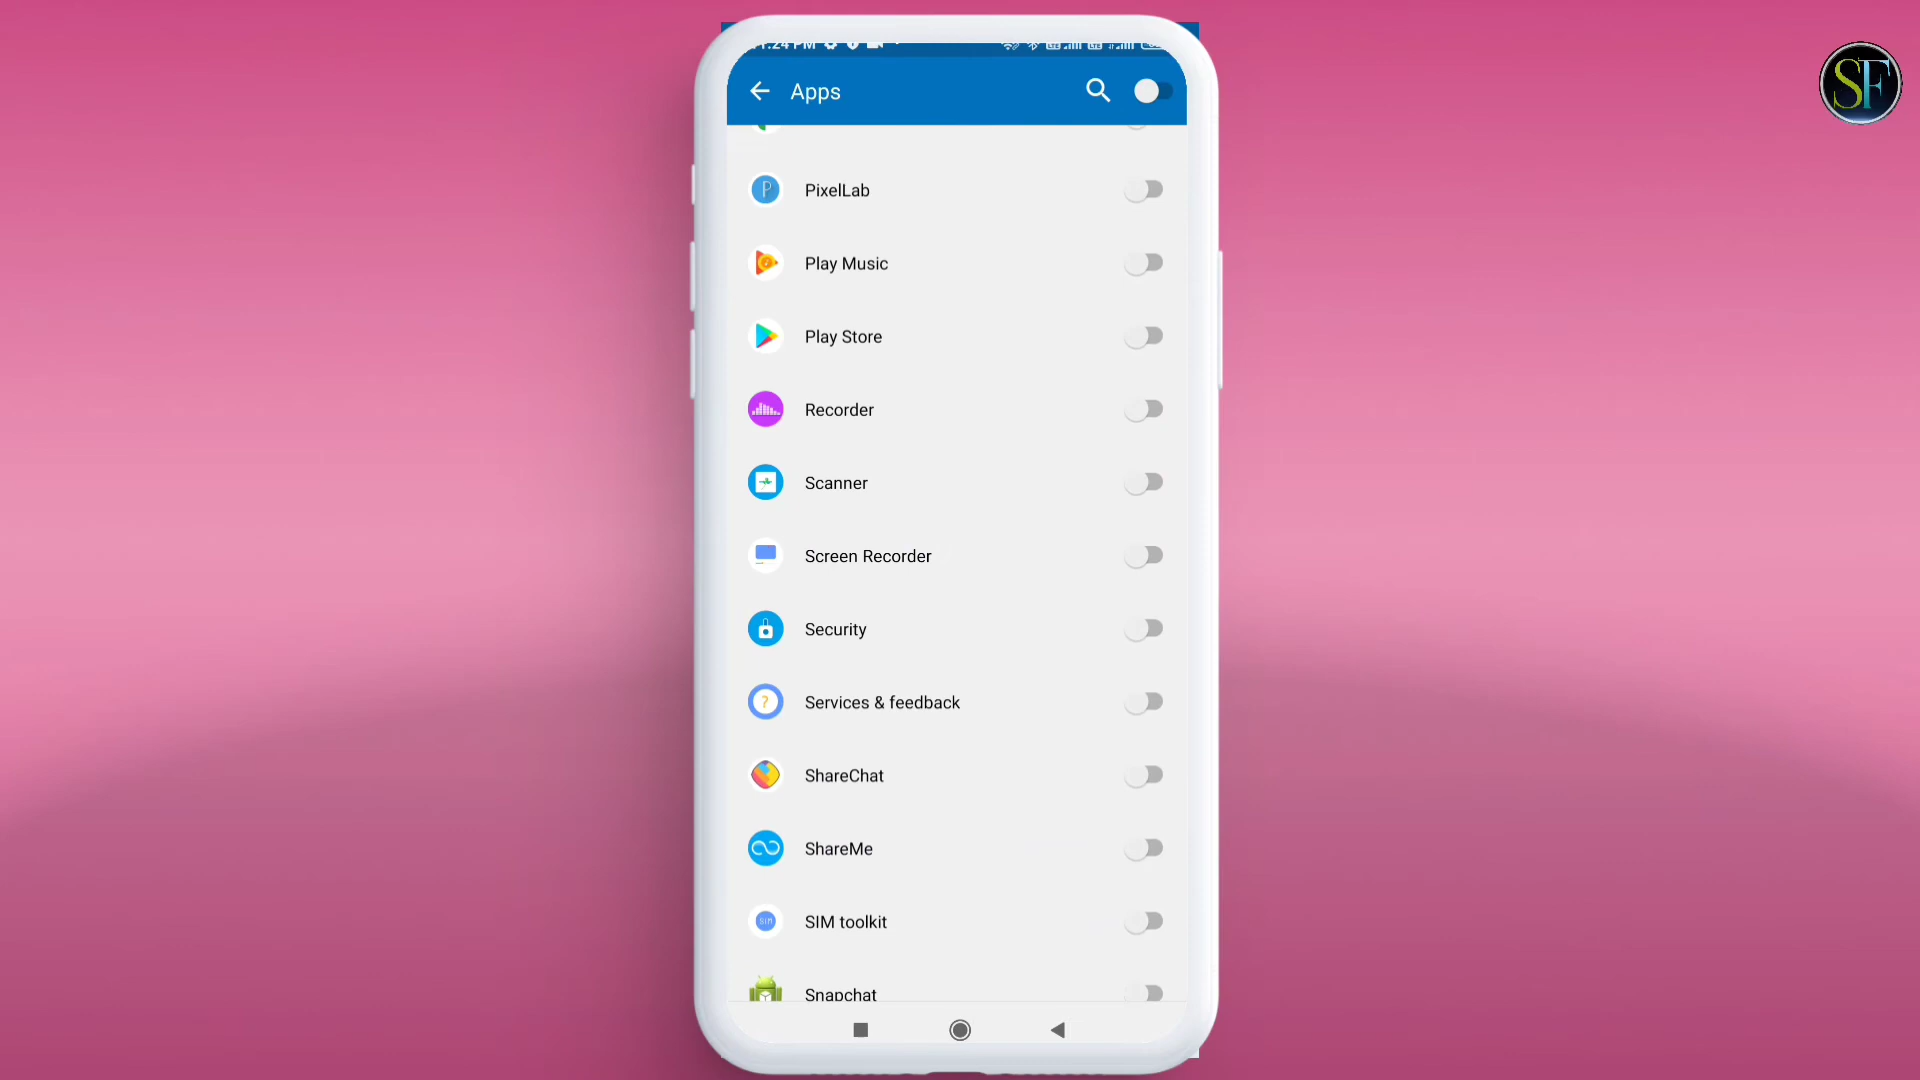 SF
Apps
PixelLab
Play Music
Play Store
Recorder
Scanner
Screen Recorder
Security
Services & feedback
ShareChat
ShareMe
SIM toolkit
Snapchat